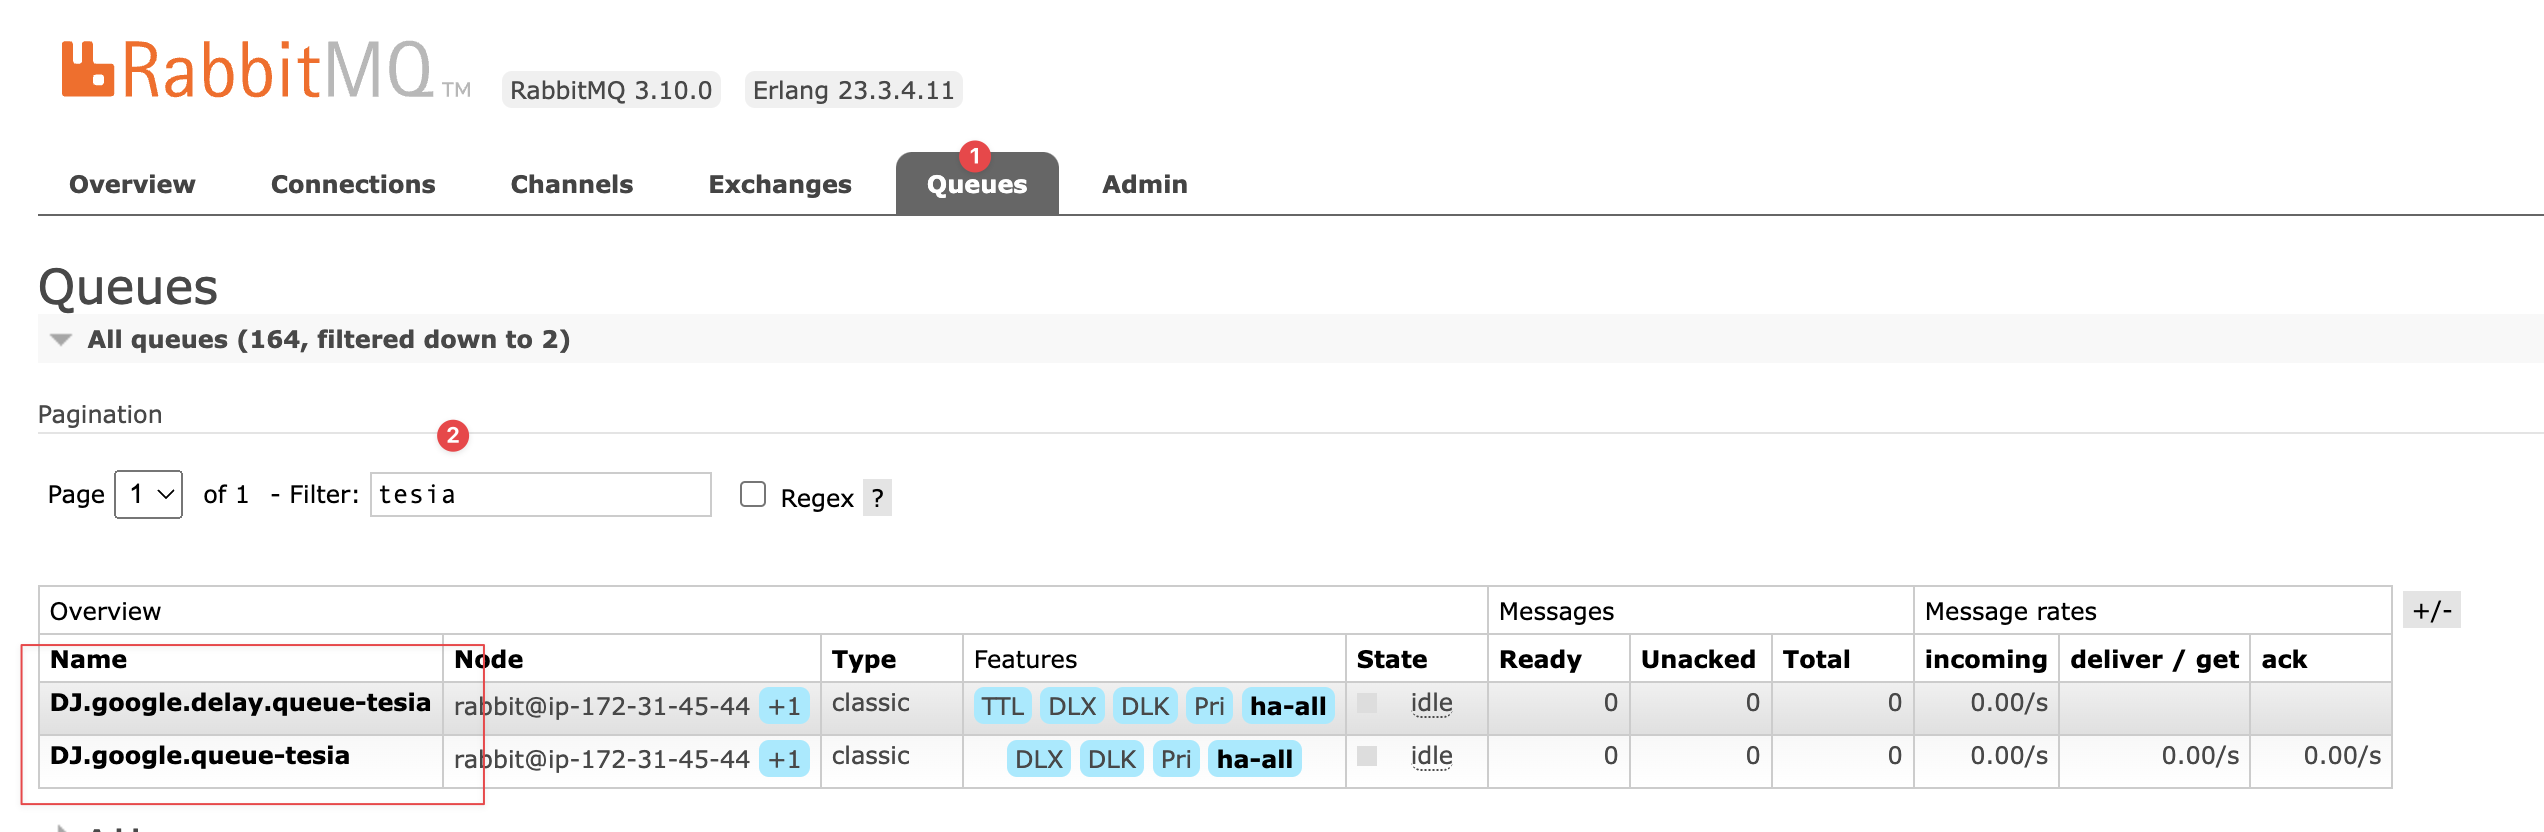 RabbitMQ TM RabbitMQ 3.10.0 Erlang 23.3.4.11
1
Overview Connections Channels Exchanges Queues Admin
Queues
All queues (164, filtered down to 2)
Pagination
2
Page 1 of 1 - Filter: tesia Regex ?
Overview Messages Message rates +/-
Name Node Type Features State Ready Unacked Total incoming deliver / get ack
DJ.google.delay.queue-tesia rabbit@ip-172-31-45-44 +1 classic TTL DLX DLK Pri ha-all idle 0 0 0 0.00/s
DJ.google.queue-tesia rabbit@ip-172-31-45-44 +1 classic DLX DLK Pri ha-all idle 0 0 0 0.00/s 0.00/s 0.00/s